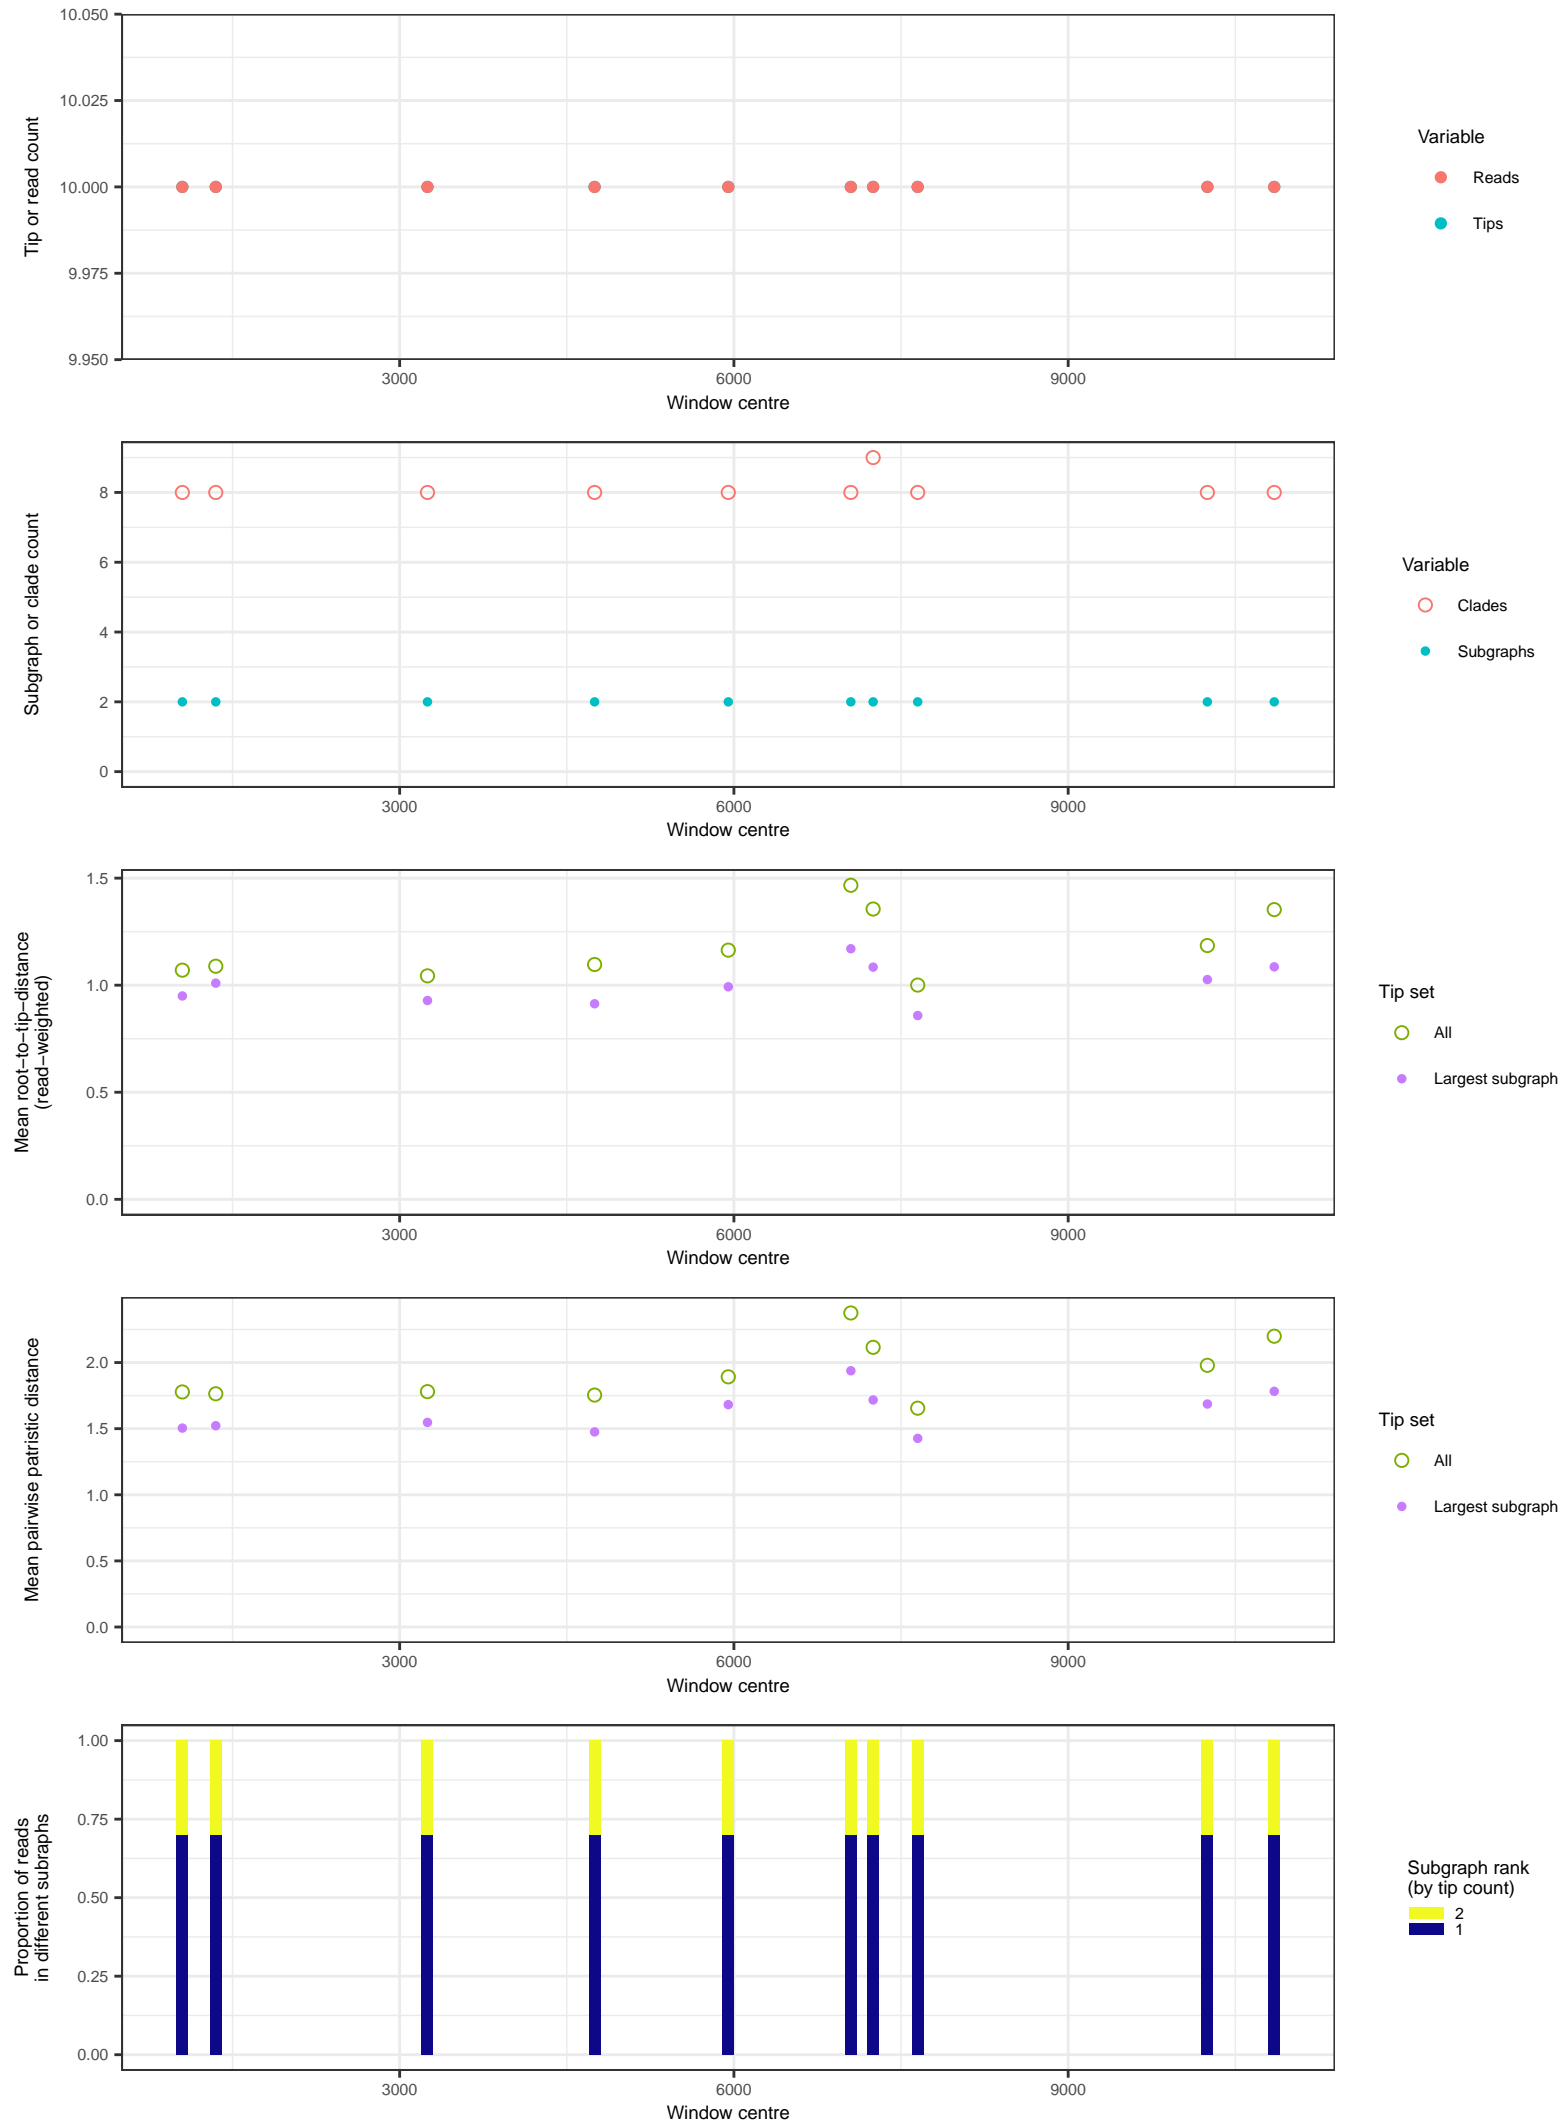 10.050
10.025
10.000
9.975
9.950
Tip or read count
3000
6000
9000
Window centre
Variable
Reads
Tips
8
6
4
2
0
Subgraph or clade count
3000
6000
9000
Window centre
Variable
Clades
Subgraphs
1.5
1.0
0.5
0.0
Mean root−to−tip−distance
(read−weighted)
3000
6000
9000
Window centre
Tip set
All
Largest subgraph
2.0
1.5
1.0
0.5
0.0
Mean pairwise patristic distance
3000
6000
9000
Window centre
Tip set
All
Largest subgraph
1.00
0.75
0.50
0.25
0.00
Proportion of reads
in different subraphs
3000
6000
9000
Window centre
Subgraph rank
(by tip count)
2
1